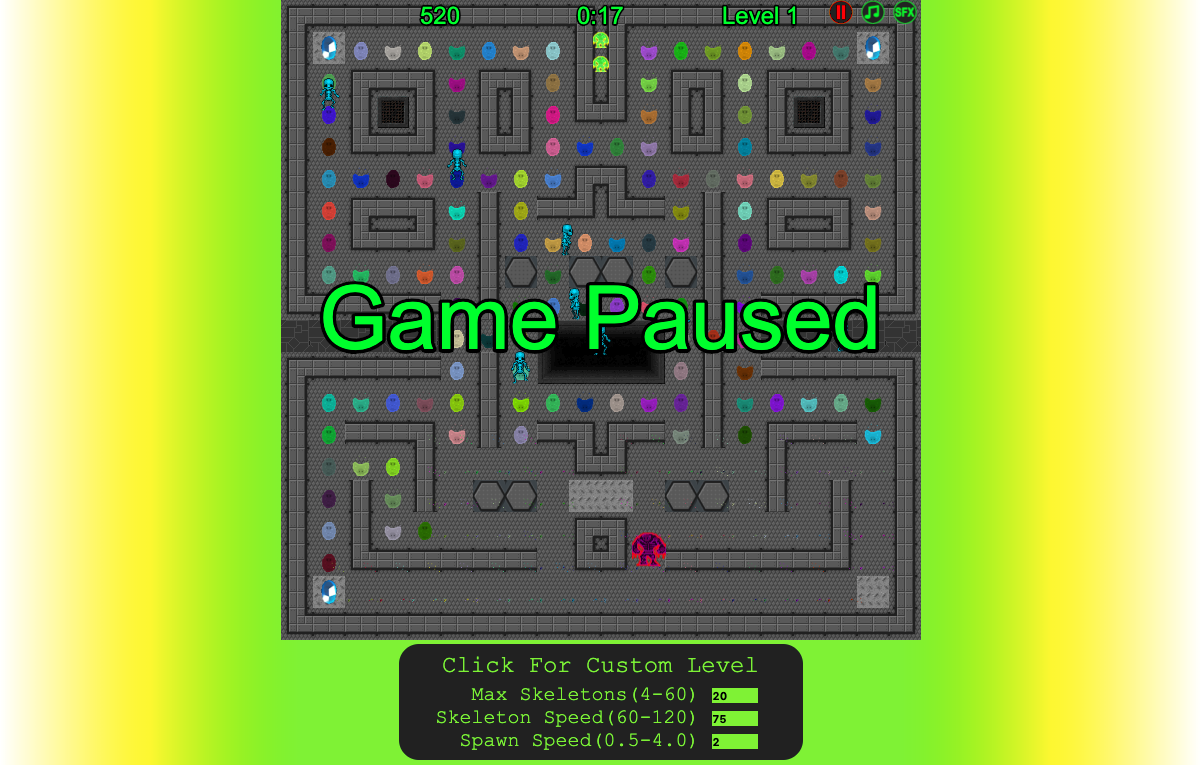 520 0:17 Level 1 SFX
Game Paused
Click For Custom Level
Max Skeletons(4-60) 20
Skeleton Speed(60-120) 75
Spawn Speed(0.5-4.0) 2